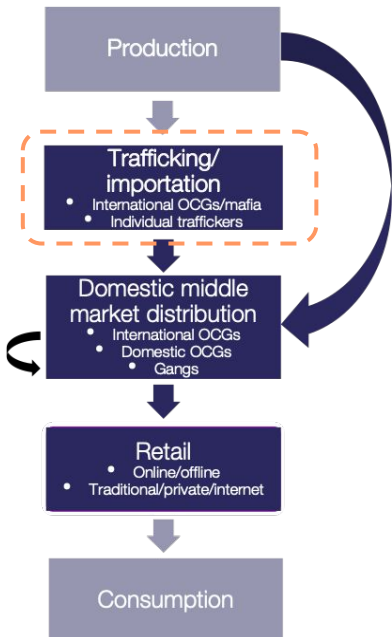 Production
Trafficking/
importation
• International OCGs/mafia
• Individual traffickers
Domestic middle
market distribution
• International OCGs
• Domestic OCGs
• Gangs
Retail
• Online/offline
• Traditional/private/internet
Consumption